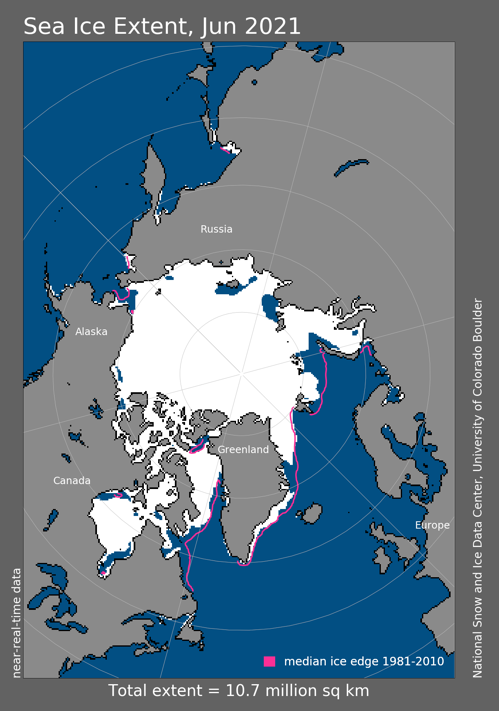 Sea Ice Extent, Jun 2021
Russia
Alaska
Greenland
Canada
Europe
median ice edge 1981-2010
Total extent = 10.7 million sq km
near-real-time data
National Snow and Ice Data Center, University of Colorado Boulder